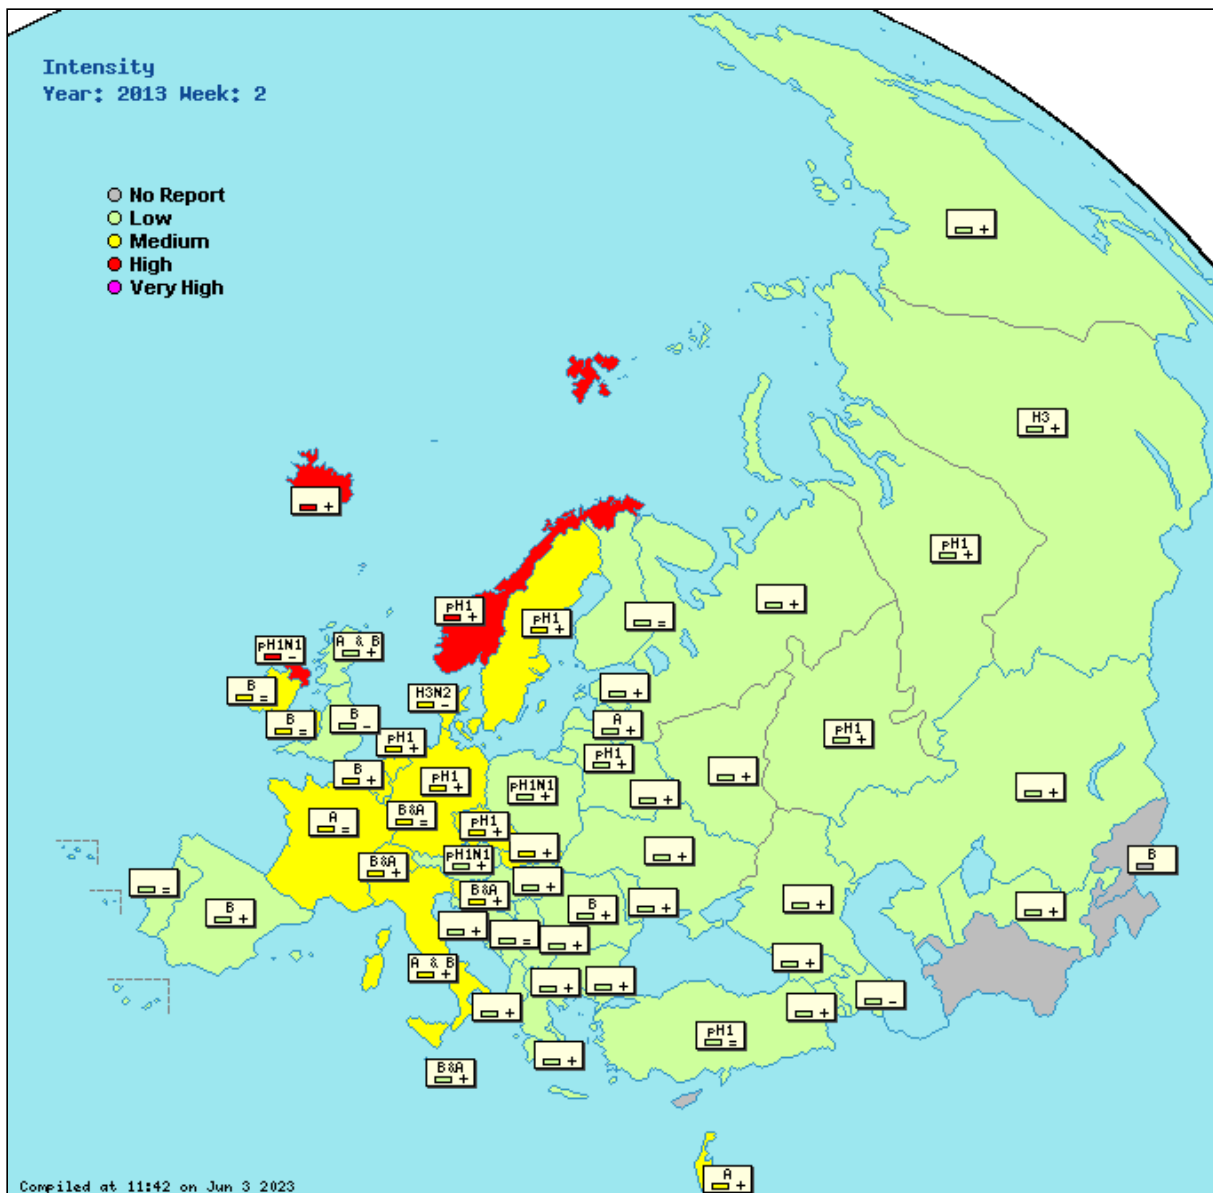 Intensity
Year: 2013 Week: 2
No Report
Low
Medium
High
Very High
+
H3
+
+
pH1
+
pH1
+
pH1
+
+
=
pH1N1
-
A & B
+
B
=
H3N2
-
+
B
=
B
-
A
+
pH1
+
pH1
+
pH1
+
+
B
+
pH1
+
pH1N1
+
+
+
A
=
B&A
=
pH1
+
+
+
B
B&A
+
pH1N1
+
=
+
B&A
+
B
+
+
+
+
B
+
+
=
+
+
A & B
+
+
+
-
+
+
pH1
=
+
B&A
+
A
+
Compiled at 11:42 on Jun 3 2023